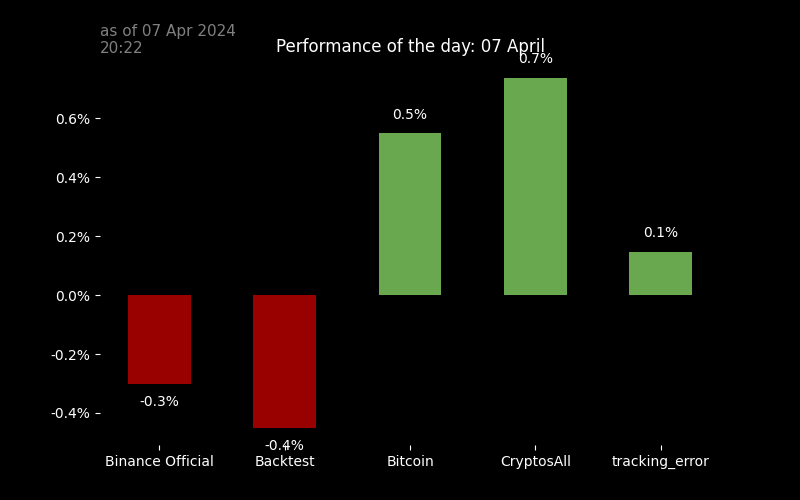 as of 07 Apr 2024
20:22
Performance of the day: 07 April
0.7%
0.6%
0.5%
0.4%
0.2%
0.1%
0.0%
-0.2%
-0.3%
-0.4%
-0.4%
Binance Official
Backtest
Bitcoin
CryptosAll
tracking_error